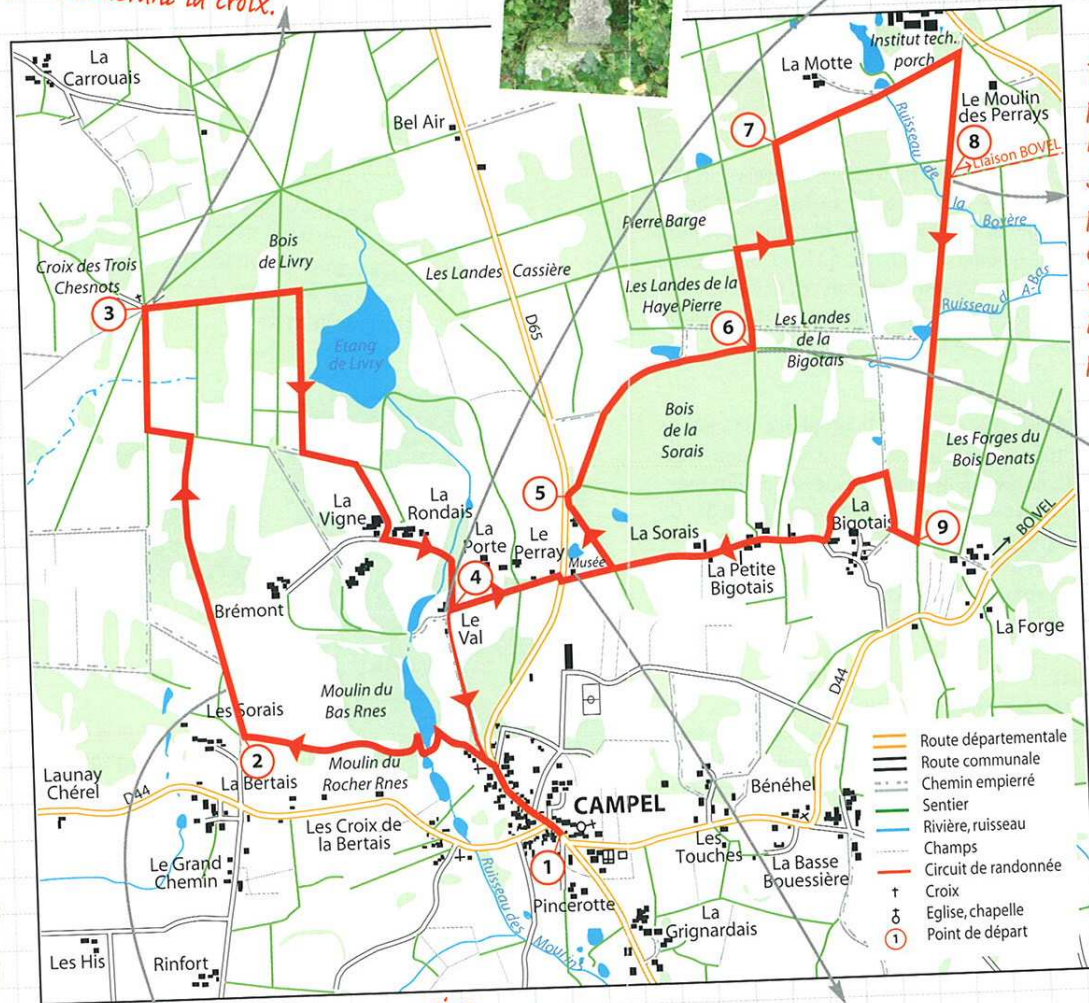 la croix.
La
Carrouais
Bel Air
La Motte
Institut tech.
porch.
Le Moulin
des Perrays
7
8
Liaison BOVEL
Ruisseau de la Boyère
Ruisseau d A-Bas
Bois
de Livry
Croix des Trois
Chesnots
3
Les Landes Cassière
Pierre Barge
Les Landes de la
Haye Pierre
6
Les Landes
de la
Bigotais
D65
Etang
de Livry
Bois
de la
Sorais
Les Forges du
Bois Denats
5
La
Vigne
La
Rondais
La
Porte
Le
Perray
Musée
La Sorais
La
Bigotais
9
BOVEL
4
La Petite
Bigotais
Brémont
Le
Val
La Forge
D44
Moulin du
Bas Rnes
Les Sorais
2
Moulin du
Rocher Rnes
La Bertais
Launay
Chérel
D44
Les Croix de
la Bertais
CAMPEL
Bénéhel
Le Grand
Chemin
1
Les
Touches
La Basse
Bouessière
Pincerotte
Ruisseau des Moulins
La
Grignardais
Les His
Rinfort
Route départementale
Route communale
Chemin empierré
Sentier
Rivière, ruisseau
Champs
Circuit de randonnée
Croix
Eglise, chapelle
1 Point de départ